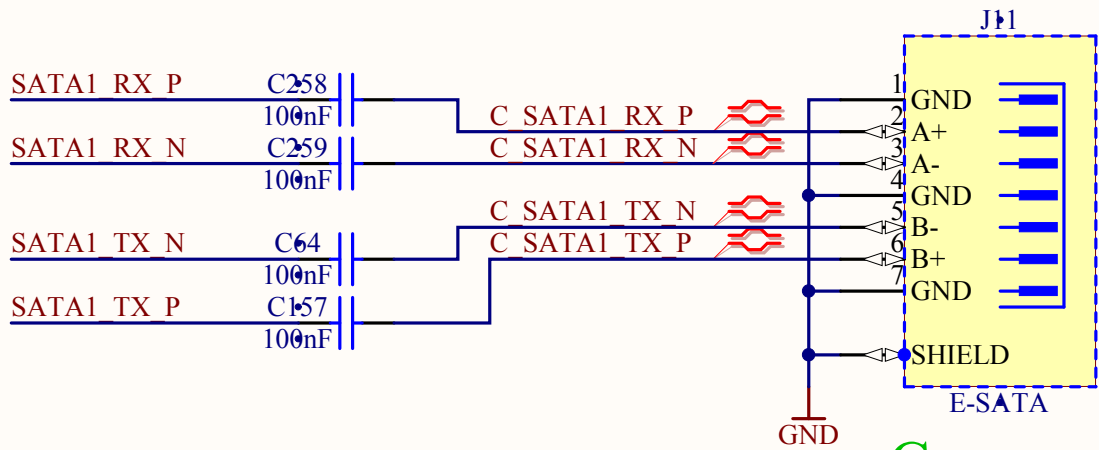 J11
SATA1_RX_P
C258
100nF
C_SATA1_RX_P
1
GND
2
A+
SATA1_RX_N
C259
100nF
C_SATA1_RX_N
3
A-
4
GND
SATA1_TX_N
C64
100nF
C_SATA1_TX_N
5
B-
SATA1_TX_P
C157
100nF
C_SATA1_TX_P
6
B+
7
GND
SHIELD
E-SATA
GND